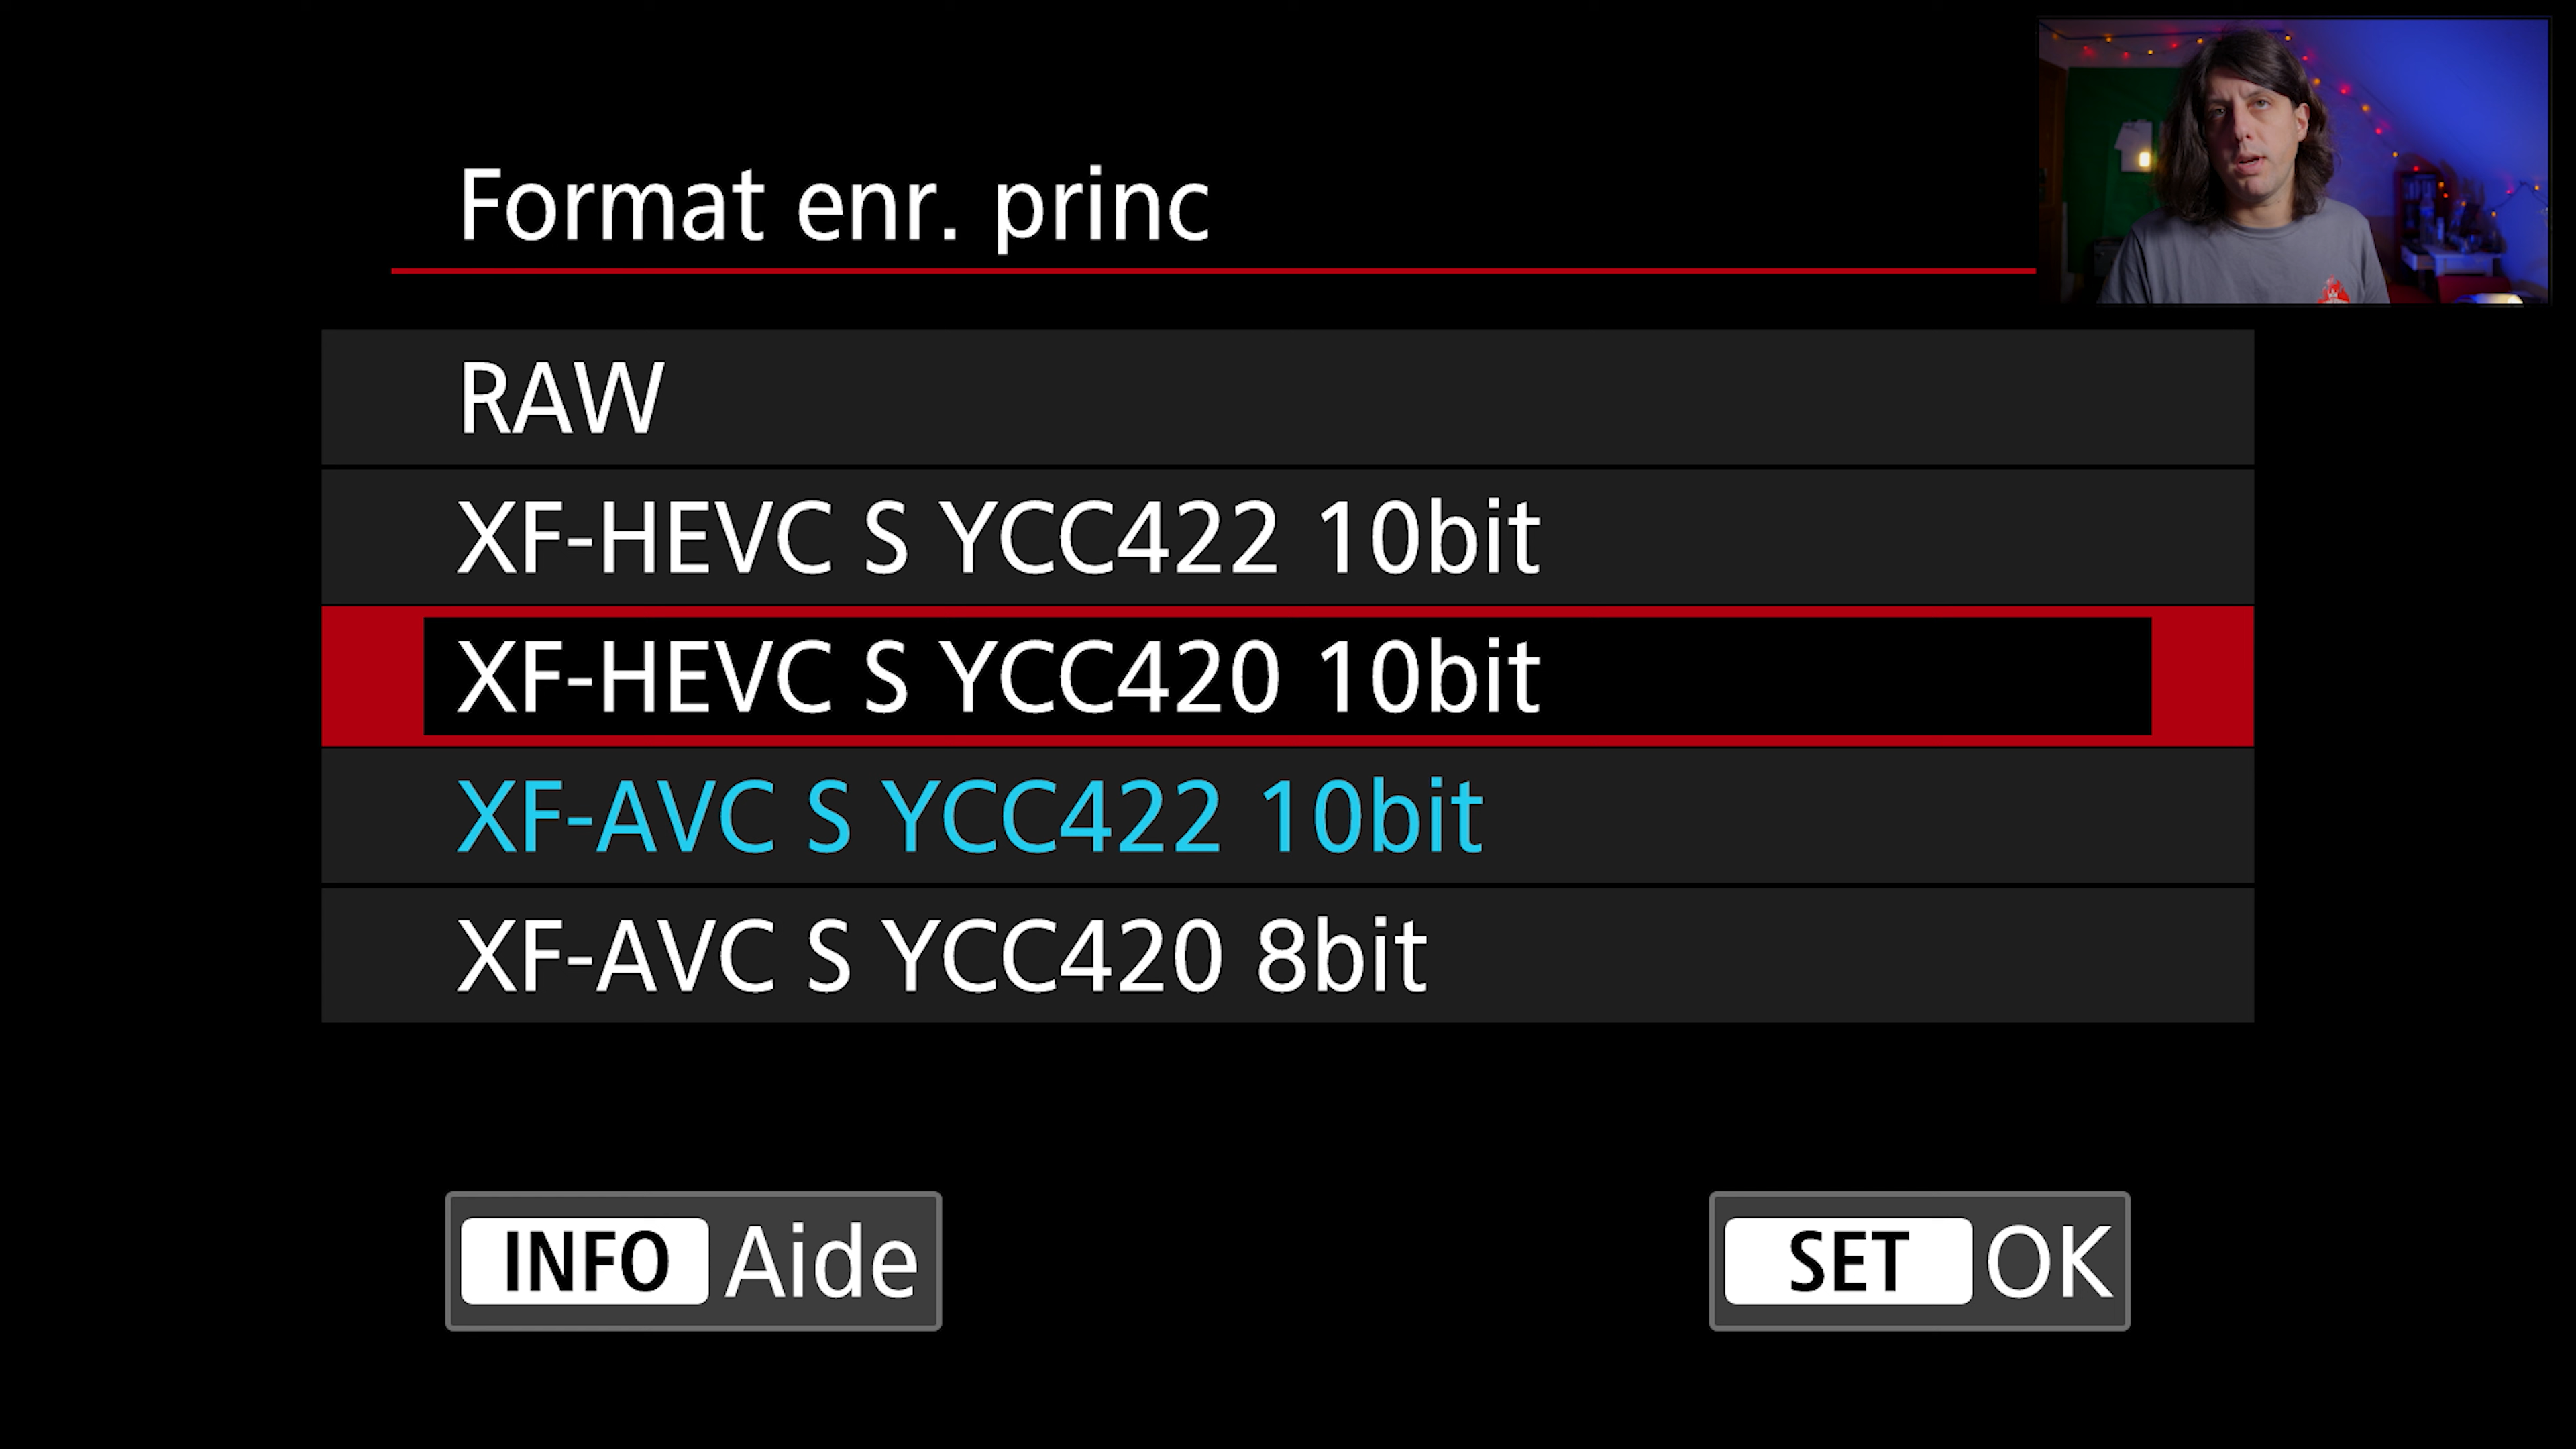 Format enr. princ
RAW
XF-HEVC S YCC422 10bit
XF-HEVC S YCC420 10bit
XF-AVC S YCC422 10bit
XF-AVC S YCC420 8bit
INFO Aide
SET OK